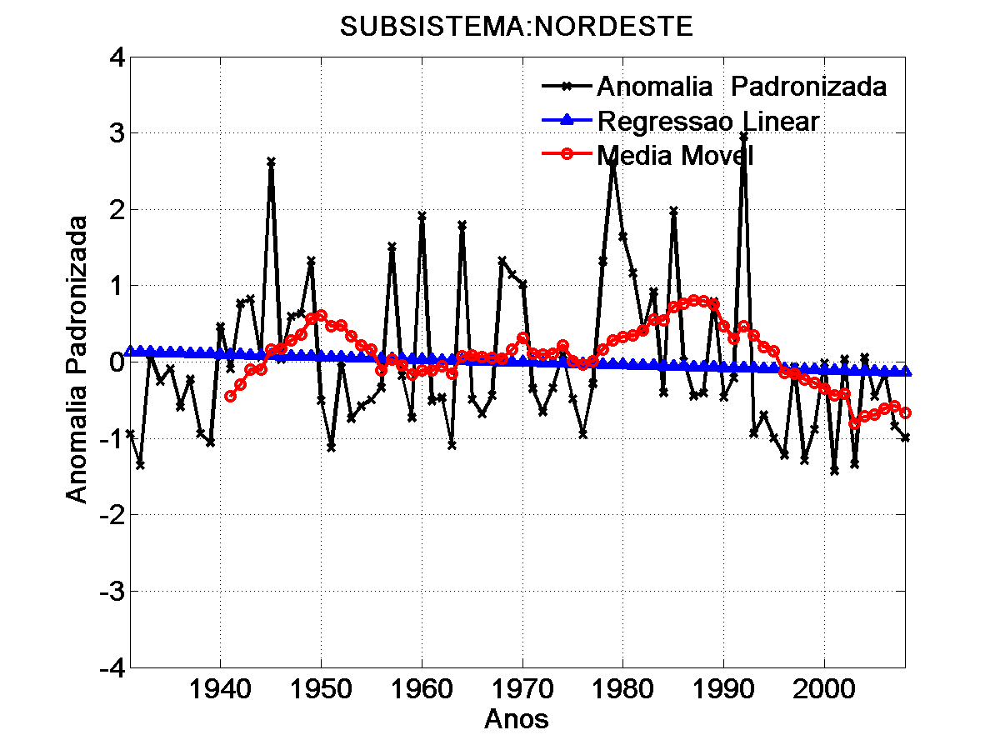 SUBSISTEMA:NORDESTE
4
3
2
1
0
-1
-2
-3
-4
Anomalia Padronizada
Anomalia  Padronizada
Regressao Linear
Media Movel
1940 1950 1960 1970 1980 1990 2000
Anos